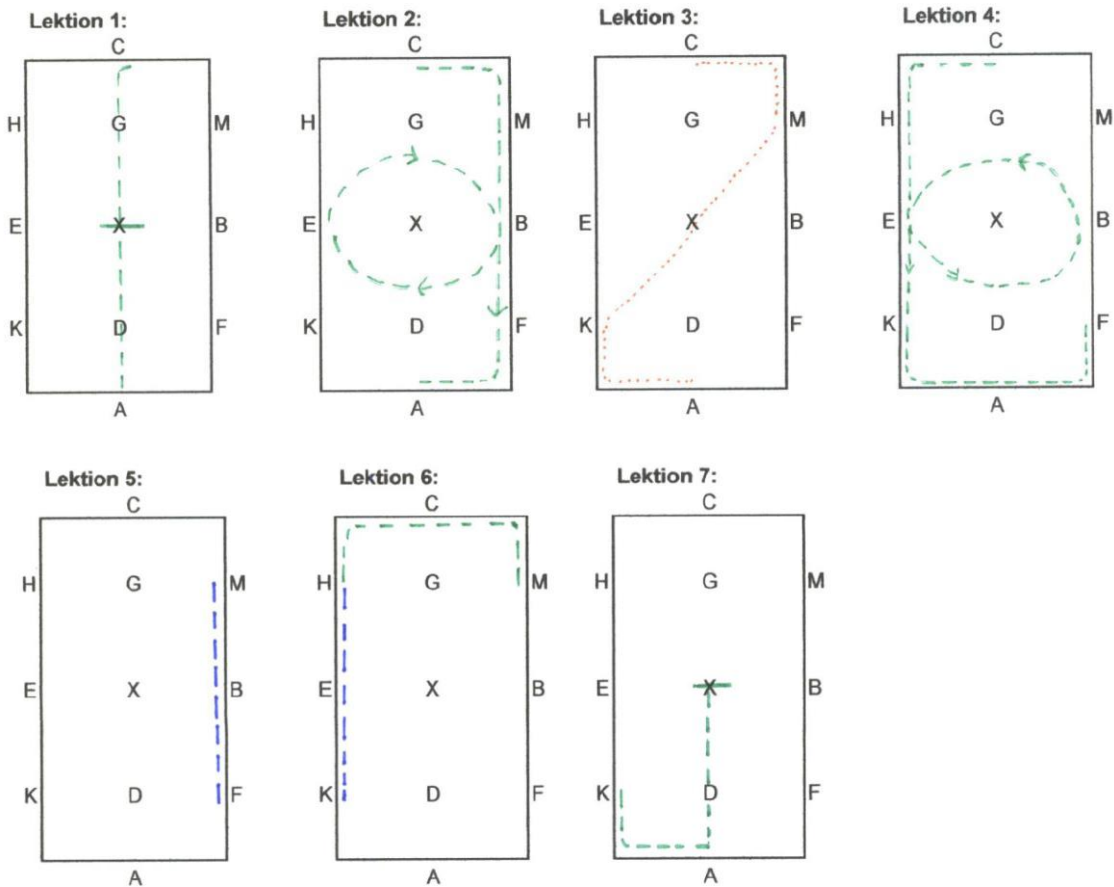 Lektion 1: Lektion 2: Lektion 3: Lektion 4:
C C C C
H G M H G M H G M H G M
E X B E X B E X B E X B
K D F K D F K D F K D F
A A A A
Lektion 5: Lektion 6: Lektion 7:
C C C
H G M H G M H G M
E X B E X B E X B
K D F K D F K D F
A A A